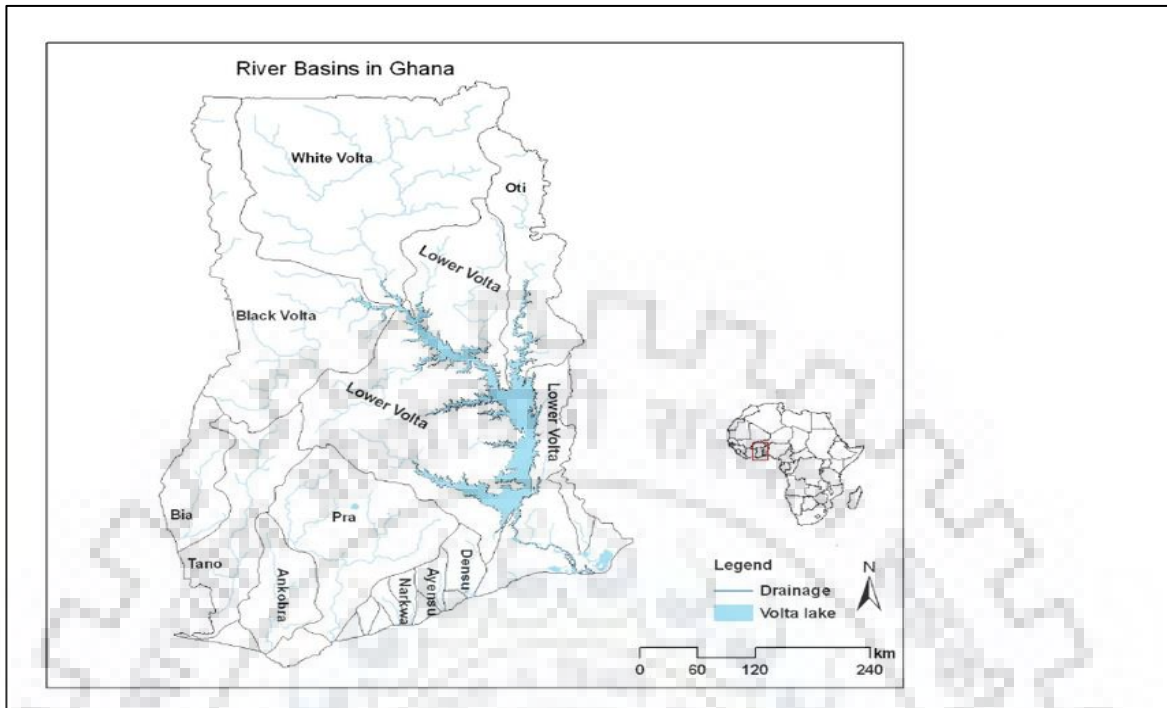 River Basins in Ghana
White Volta
Oti
Lower Volta
Black Volta
Lower Volta
Lower Volta
Bia
Pra
Tano
Ankobra
Narkwa
Ayensu
Densu
Legend
Drainage
Volta lake
N
km
0 60 120 240